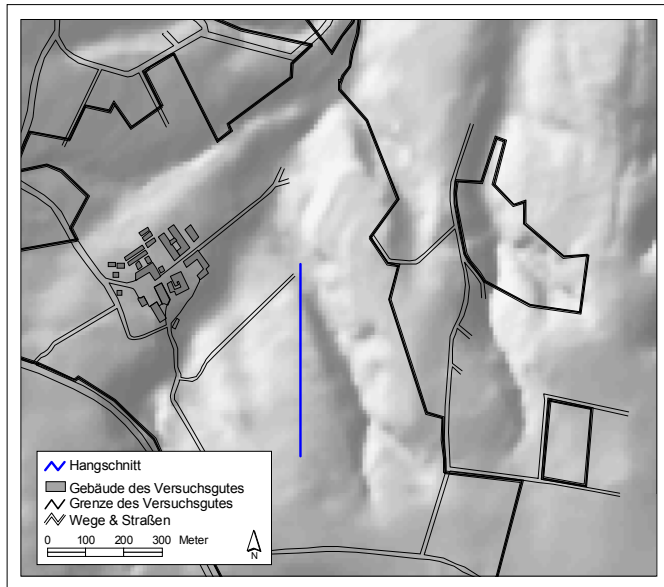 Hangschnitt
Gebäude des Versuchsgutes
Grenze des Versuchsgutes
Wege & Straßen
0 100 200 300 Meter
N